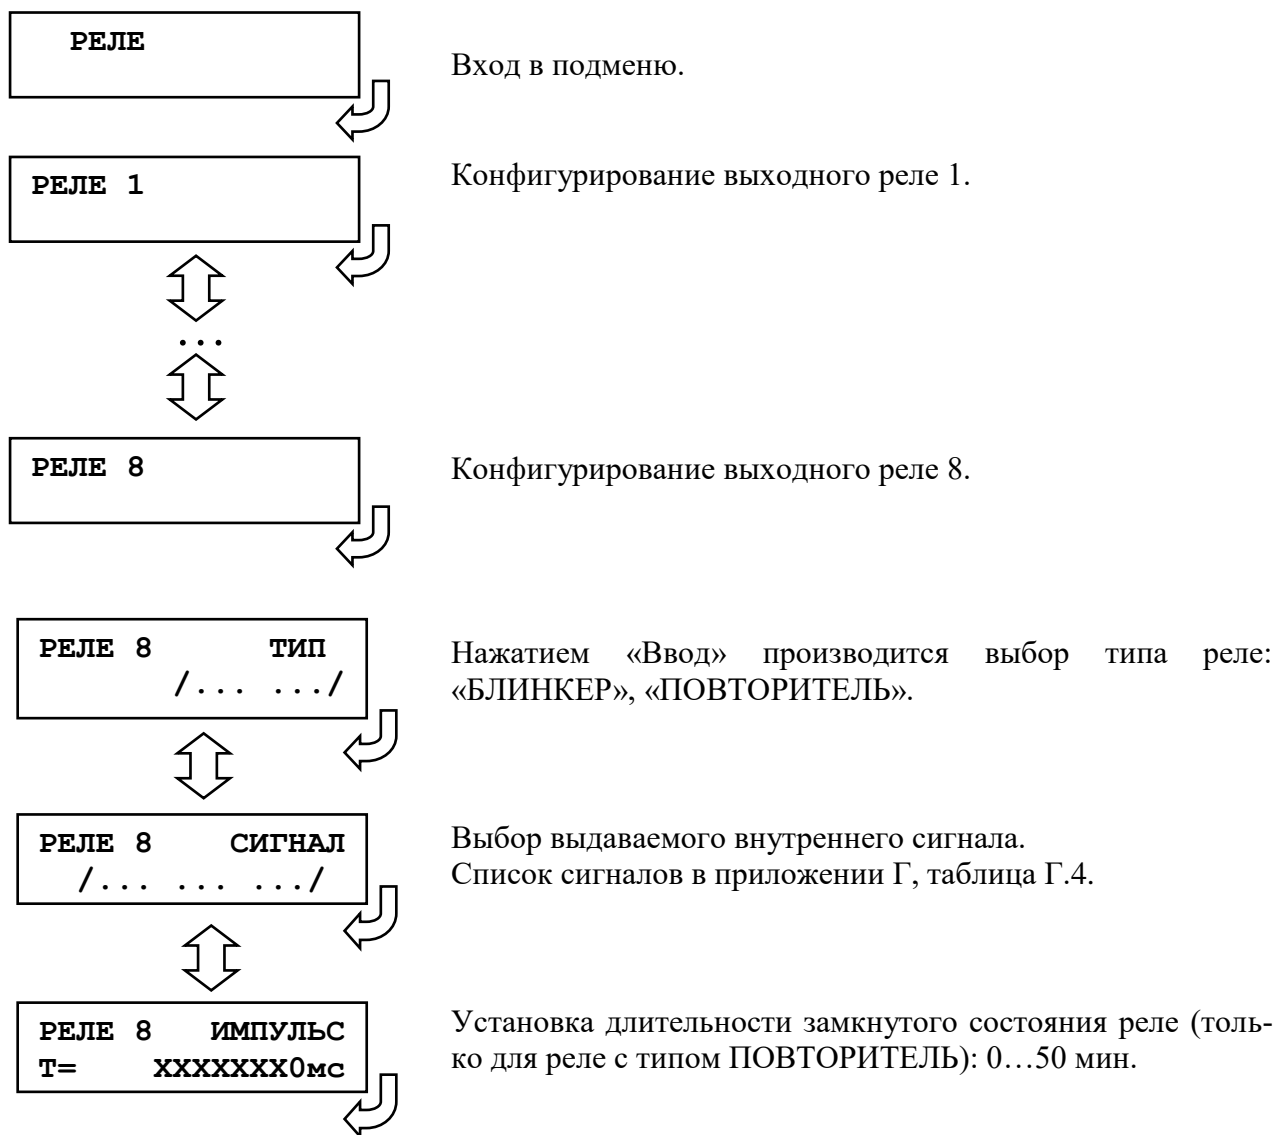 РЕЛЕ
Вход в подменю.
РЕЛЕ 1
Конфигурирование выходного реле 1.
...
РЕЛЕ 8
Конфигурирование выходного реле 8.
РЕЛЕ 8 ТИП
/... .../
Нажатием «Ввод» производится выбор типа реле:
«БЛИНКЕР», «ПОВТОРИТЕЛЬ».
РЕЛЕ 8 СИГНАЛ
/... ... .../
Выбор выдаваемого внутреннего сигнала.
Список сигналов в приложении Г, таблица Г.4.
РЕЛЕ 8 ИМПУЛЬС
Т= ХХХХХХХ0мс
Установка длительности замкнутого состояния реле (толь-
ко для реле с типом ПОВТОРИТЕЛЬ): 0…50 мин.